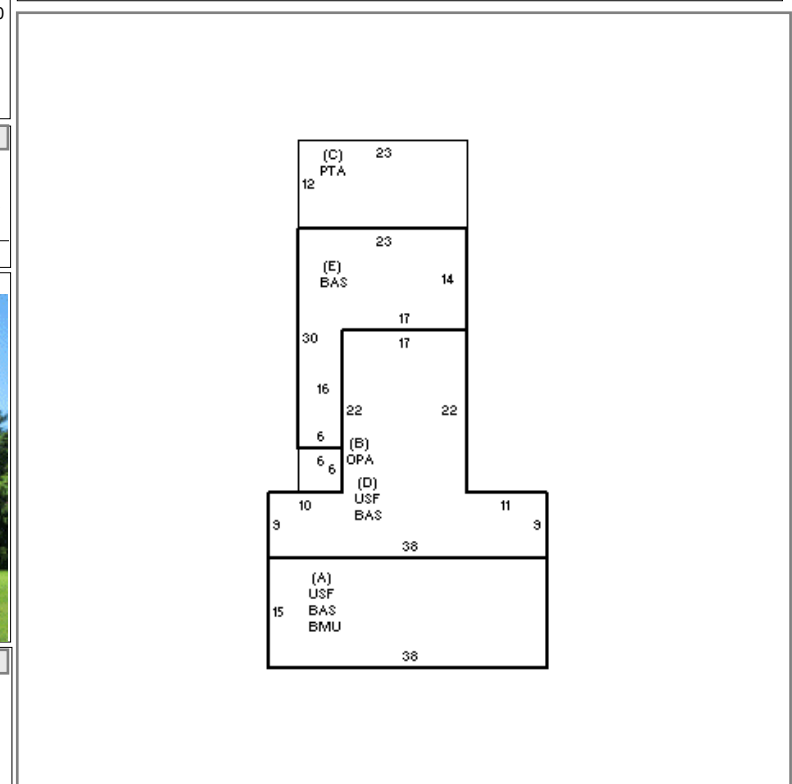 0
(C) 23
PTA
12
23
(E)
BAS 14
17
30 17
16
22 22
6
(B)
6 OPA
6
(D)
USF
10 11
BAS
9 9
38
(A)
USF
15 BAS
BMU
38